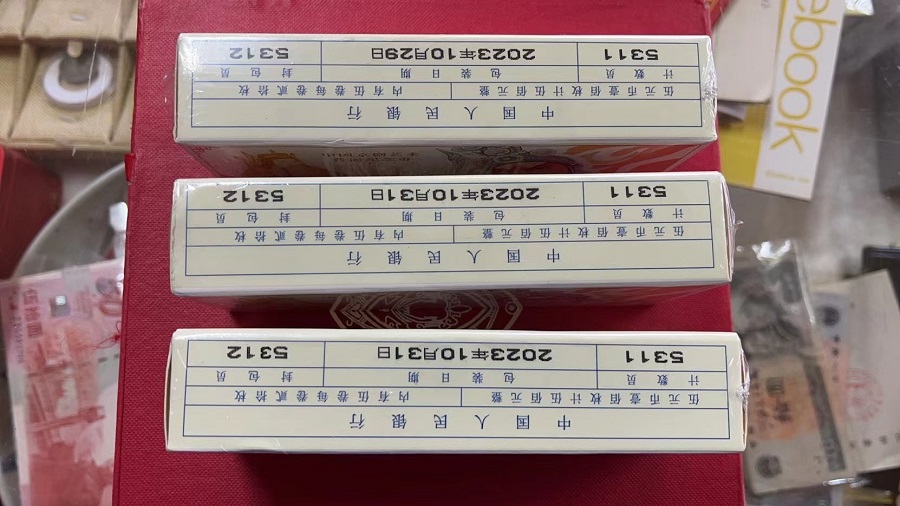 中国人民银行
伍元币壹佰枚计伍佰元整 内有伍卷每卷贰拾枚
计数员 包装日期 封包员
5311 2023年10月29日 5312
中国人民银行
伍元币壹佰枚计伍佰元整 内有伍卷每卷贰拾枚
计数员 包装日期 封包员
5311 2023年10月31日 5312
中国人民银行
伍元币壹佰枚计伍佰元整 内有伍卷每卷贰拾枚
计数员 包装日期 封包员
5311 2023年10月31日 5312
ebook